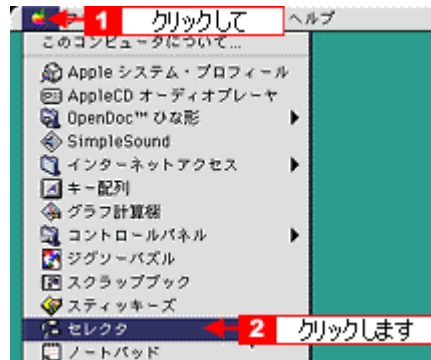 1 クリックして ヘルプ
このコンピュータについて...
Apple システム・プロフィール
AppleCD オーディオプレーヤ
OpenDoc™ ひな形
SimpleSound
インターネットアクセス
キー配列
グラフ計算機
コントロールパネル
ジグソーパズル
スクラップブック
スティッキーズ
セレクタ 2 クリックします
ノートパッド